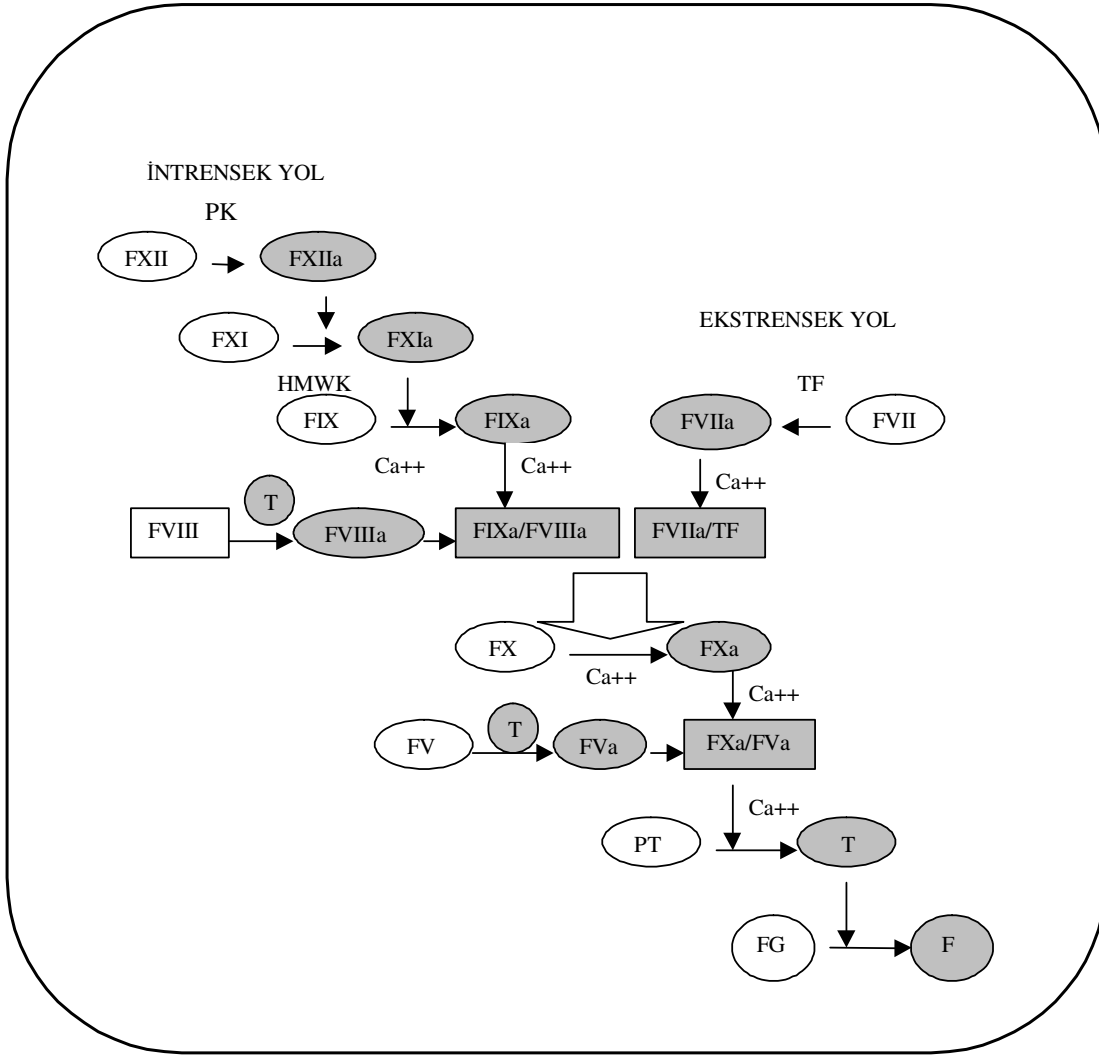 İNTRENSEK YOL
PK
FXII
FXIIa
EKSTRENSEK YOL
FXI
FXIa
HMWK
TF
FIX
FIXa
FVIIa
FVII
Ca++
Ca++
Ca++
T
FVIII
FVIIIa
FIXa/FVIIIa
FVIIa/TF
FX
FXa
Ca++
Ca++
T
FV
FVa
FXa/FVa
Ca++
PT
T
FG
F